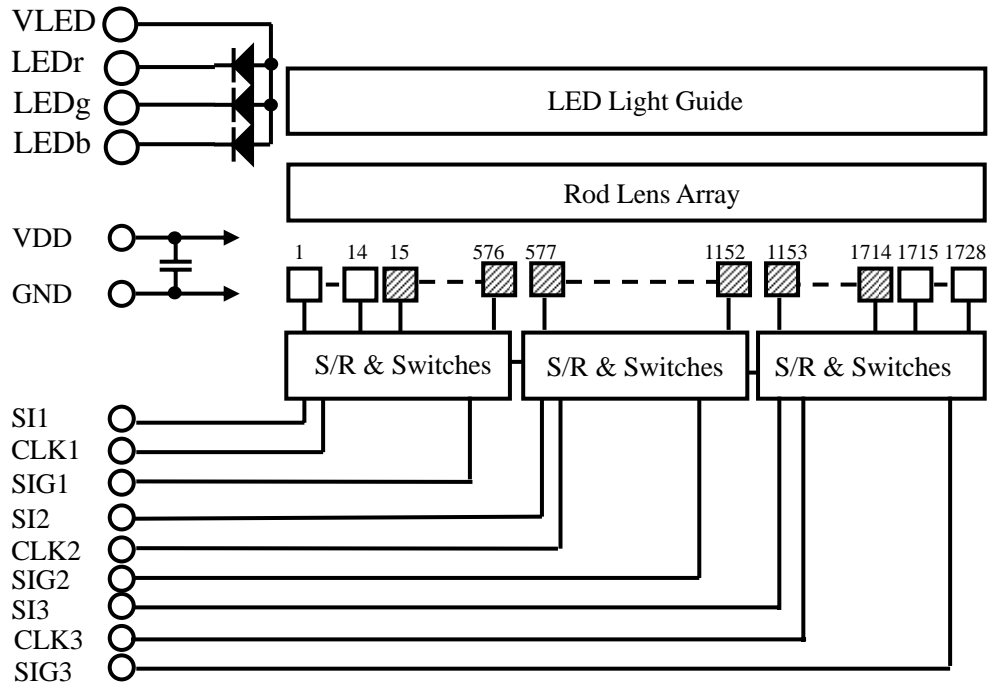 VLED
LEDr
LEDg
LEDb
LED Light Guide
Rod Lens Array
VDD
GND
1 14 15 576 577 1152 1153 1714 1715 1728
S/R & Switches S/R & Switches S/R & Switches
SI1
CLK1
SIG1
SI2
CLK2
SIG2
SI3
CLK3
SIG3